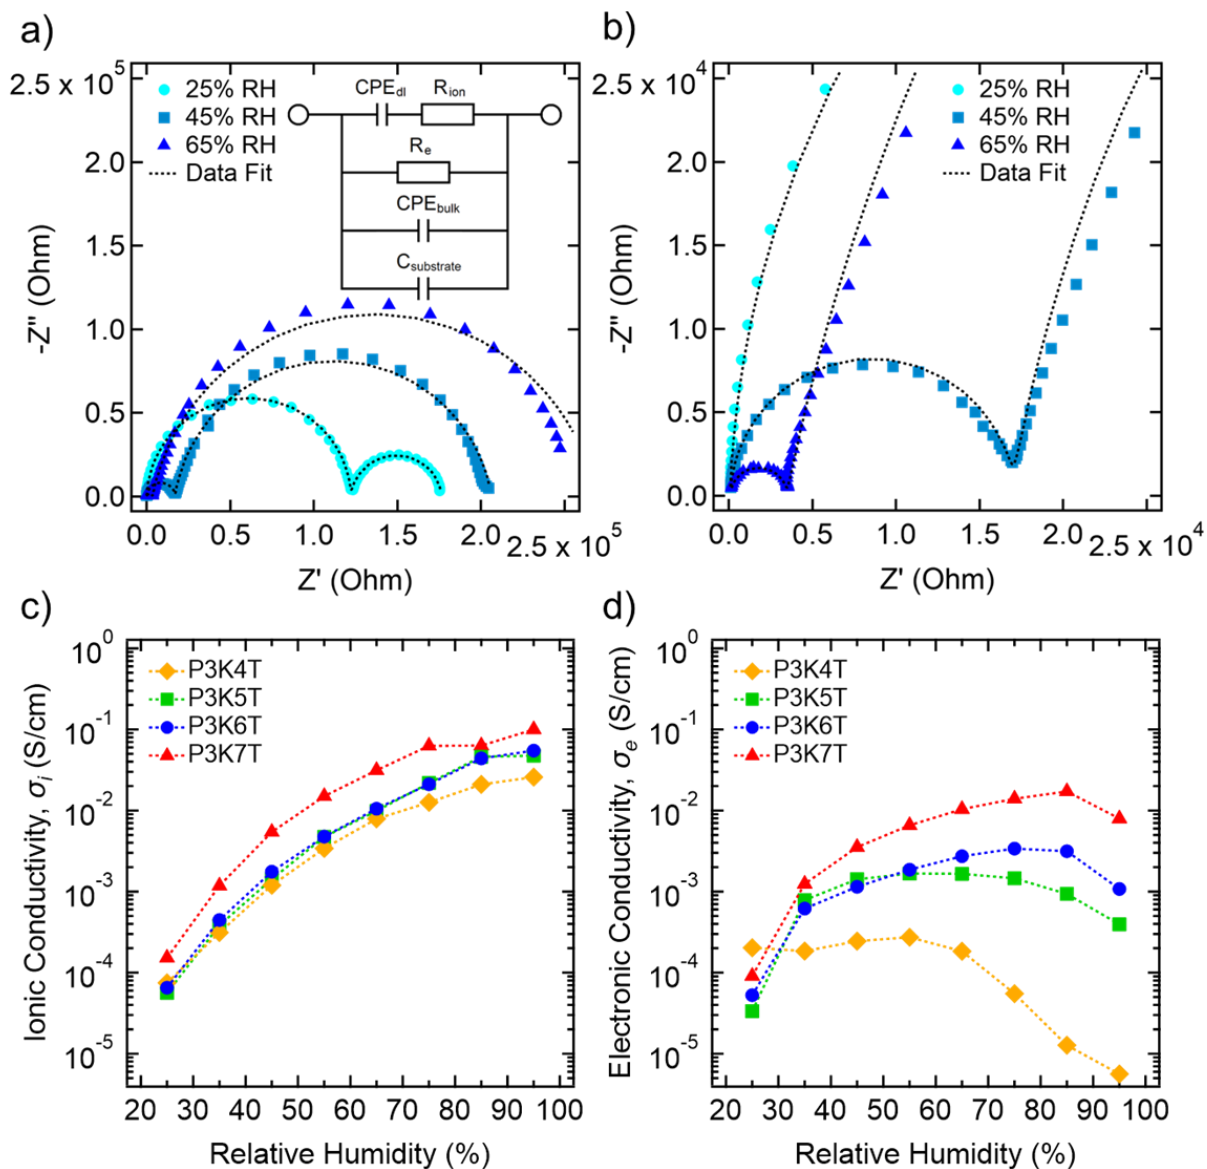 a)
2.5 x 10^5
2.0
1.5
1.0
0.5
0.0
-Z" (Ohm)
25% RH
45% RH
65% RH
Data Fit
CPE_dl
R_ion
R_e
CPE_bulk
C_substrate
0.0 0.5 1.0 1.5 2.0 2.5 x 10^5
Z' (Ohm)
b)
2.5 x 10^4
2.0
1.5
1.0
0.5
0.0
-Z" (Ohm)
25% RH
45% RH
65% RH
Data Fit
0.0 0.5 1.0 1.5 2.0 2.5 x 10^4
Z' (Ohm)
c)
10^0
10^-1
10^-2
10^-3
10^-4
10^-5
Ionic Conductivity, σ_i (S/cm)
P3K4T
P3K5T
P3K6T
P3K7T
20 30 40 50 60 70 80 90 100
Relative Humidity (%)
d)
10^0
10^-1
10^-2
10^-3
10^-4
10^-5
Electronic Conductivity, σ_e (S/cm)
P3K4T
P3K5T
P3K6T
P3K7T
20 30 40 50 60 70 80 90 100
Relative Humidity (%)